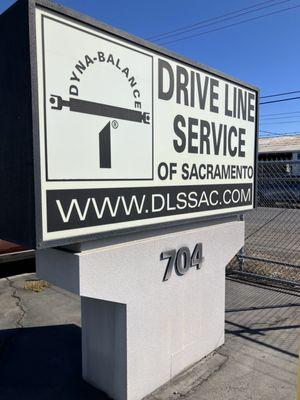 DYNA-BALANCE
®
DRIVE LINE
SERVICE
OF SACRAMENTO
WWW.DLSSAC.COM
704